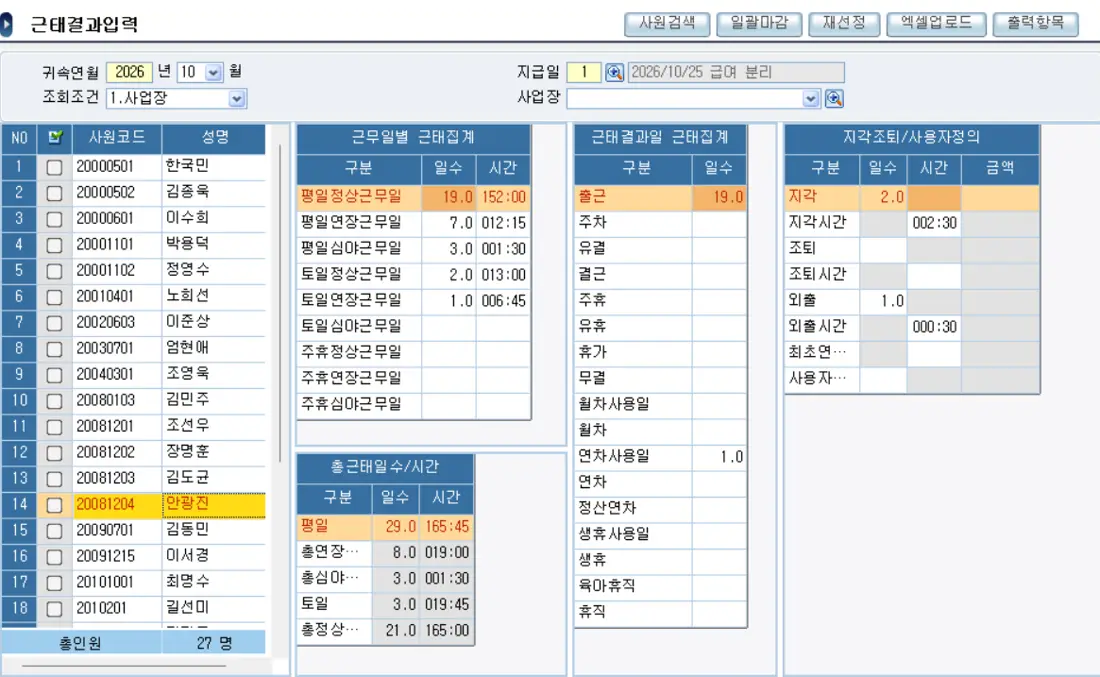 근태결과입력
사원검색 일괄마감 재선정 엑셀업로드 출력항목
귀속연월 2026 년 10 월 지급일 1 2026/10/25 급여 분리
조회조건 1.사업장 사업장
NO 사원코드 성명
1 20000501 한국민
2 20000502 김종욱
3 20000601 이수희
4 20001101 박용덕
5 20001102 정영수
6 20010401 노희선
7 20020603 이준상
8 20030701 엄현애
9 20040301 조영욱
10 20080103 김민주
11 20081201 조선우
12 20081202 장명훈
13 20081203 김도균
14 20081204 안광진
15 20090701 김동민
16 20091215 이서경
17 20101001 최명수
18 2010201 길선미
총인원 27 명
근무일별 근태집계
구분 일수 시간
평일정상근무일 19.0 152:00
평일연장근무일 7.0 012:15
평일심야근무일 3.0 001:30
토일정상근무일 2.0 013:00
토일연장근무일 1.0 006:45
토일심야근무일
주휴정상근무일
주휴연장근무일
주휴심야근무일
총근태일수/시간
구분 일수 시간
평일 29.0 165:45
총연장… 8.0 019:00
총심야… 3.0 001:30
토일 3.0 019:45
총정상… 21.0 165:00
근태결과일 근태집계
구분 일수
출근 19.0
주차
유결
결근
주휴
유휴
휴가
무결
월차사용일
월차
연차사용일 1.0
연차
정산연차
생휴사용일
생휴
육아휴직
휴직
지각조퇴/사용자정의
구분 일수 시간 금액
지각 2.0
지각시간 002:30
조퇴
조퇴시간
외출 1.0
외출시간 000:30
최초연…
사용자…